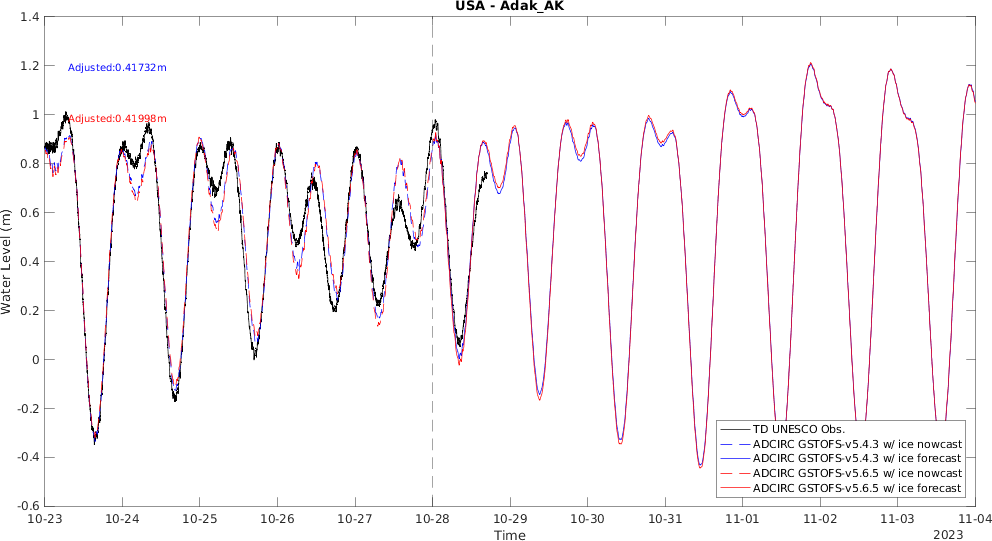 USA - Adak_AK
1.4
1.2
1
0.8
0.6
0.4
0.2
0
-0.2
-0.4
-0.6
Water Level (m)
Adjusted:0.41732m
Adjusted:0.41998m
TD UNESCO Obs.
ADCIRC GSTOFS-v5.4.3 w/ ice nowcast
ADCIRC GSTOFS-v5.4.3 w/ ice forecast
ADCIRC GSTOFS-v5.6.5 w/ ice nowcast
ADCIRC GSTOFS-v5.6.5 w/ ice forecast
10-23 10-24 10-25 10-26 10-27 10-28 10-29 10-30 10-31 11-01 11-02 11-03 11-04
Time
2023